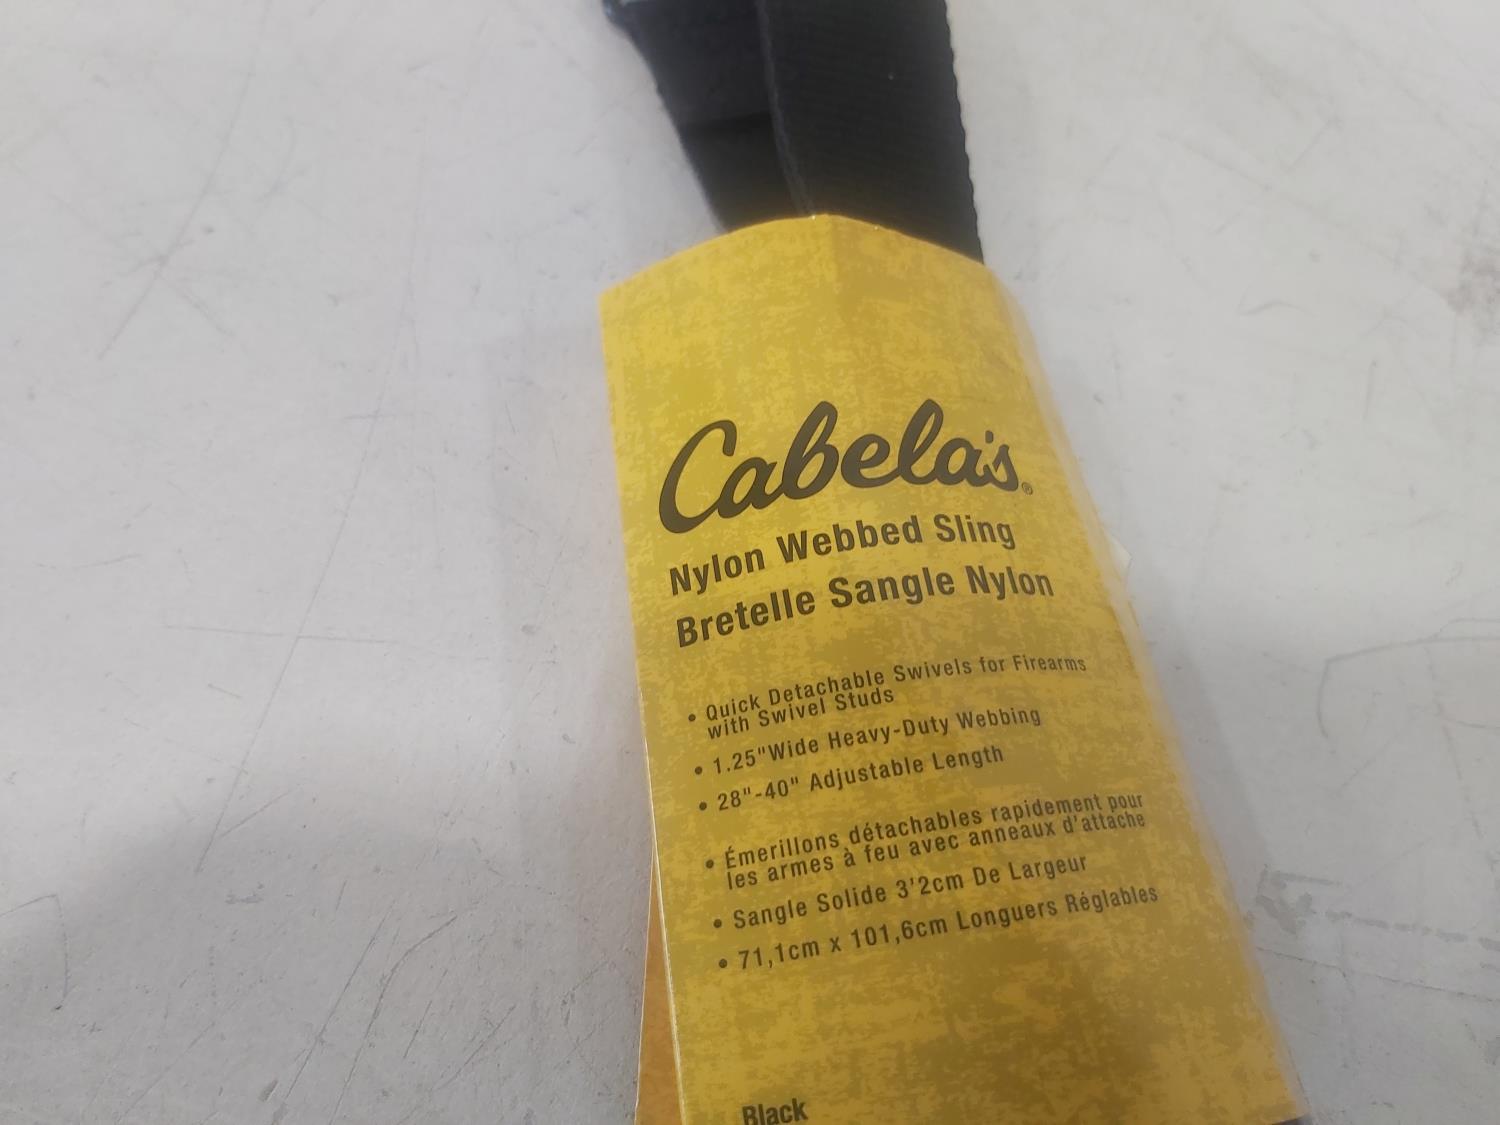 Cabela's®
Nylon Webbed Sling
Bretelle Sangle Nylon
• Quick Detachable Swivels for Firearms
with Swivel Studs
• 1.25"Wide Heavy-Duty Webbing
• 28"-40" Adjustable Length
• Émerillons détachables rapidement pour
les armes à feu avec anneaux d'attache
• Sangle Solide 3'2cm De Largeur
• 71,1cm x 101,6cm Longuers Réglables
Black